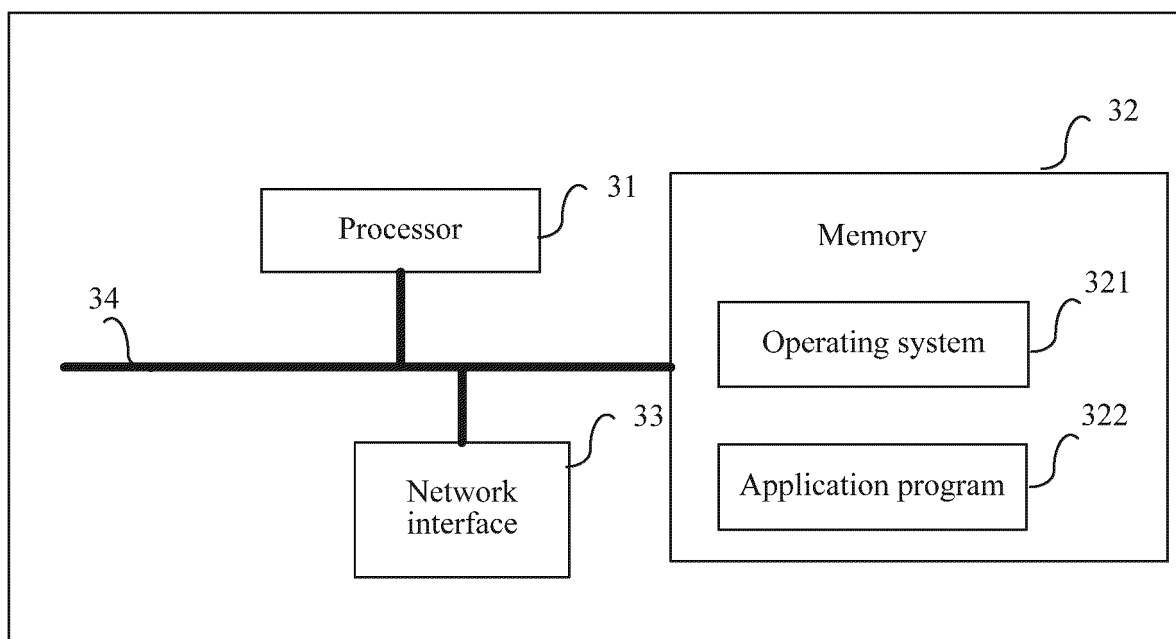 32
31
Processor
Memory
321
34
Operating system
33
322
Network
interface
Application program